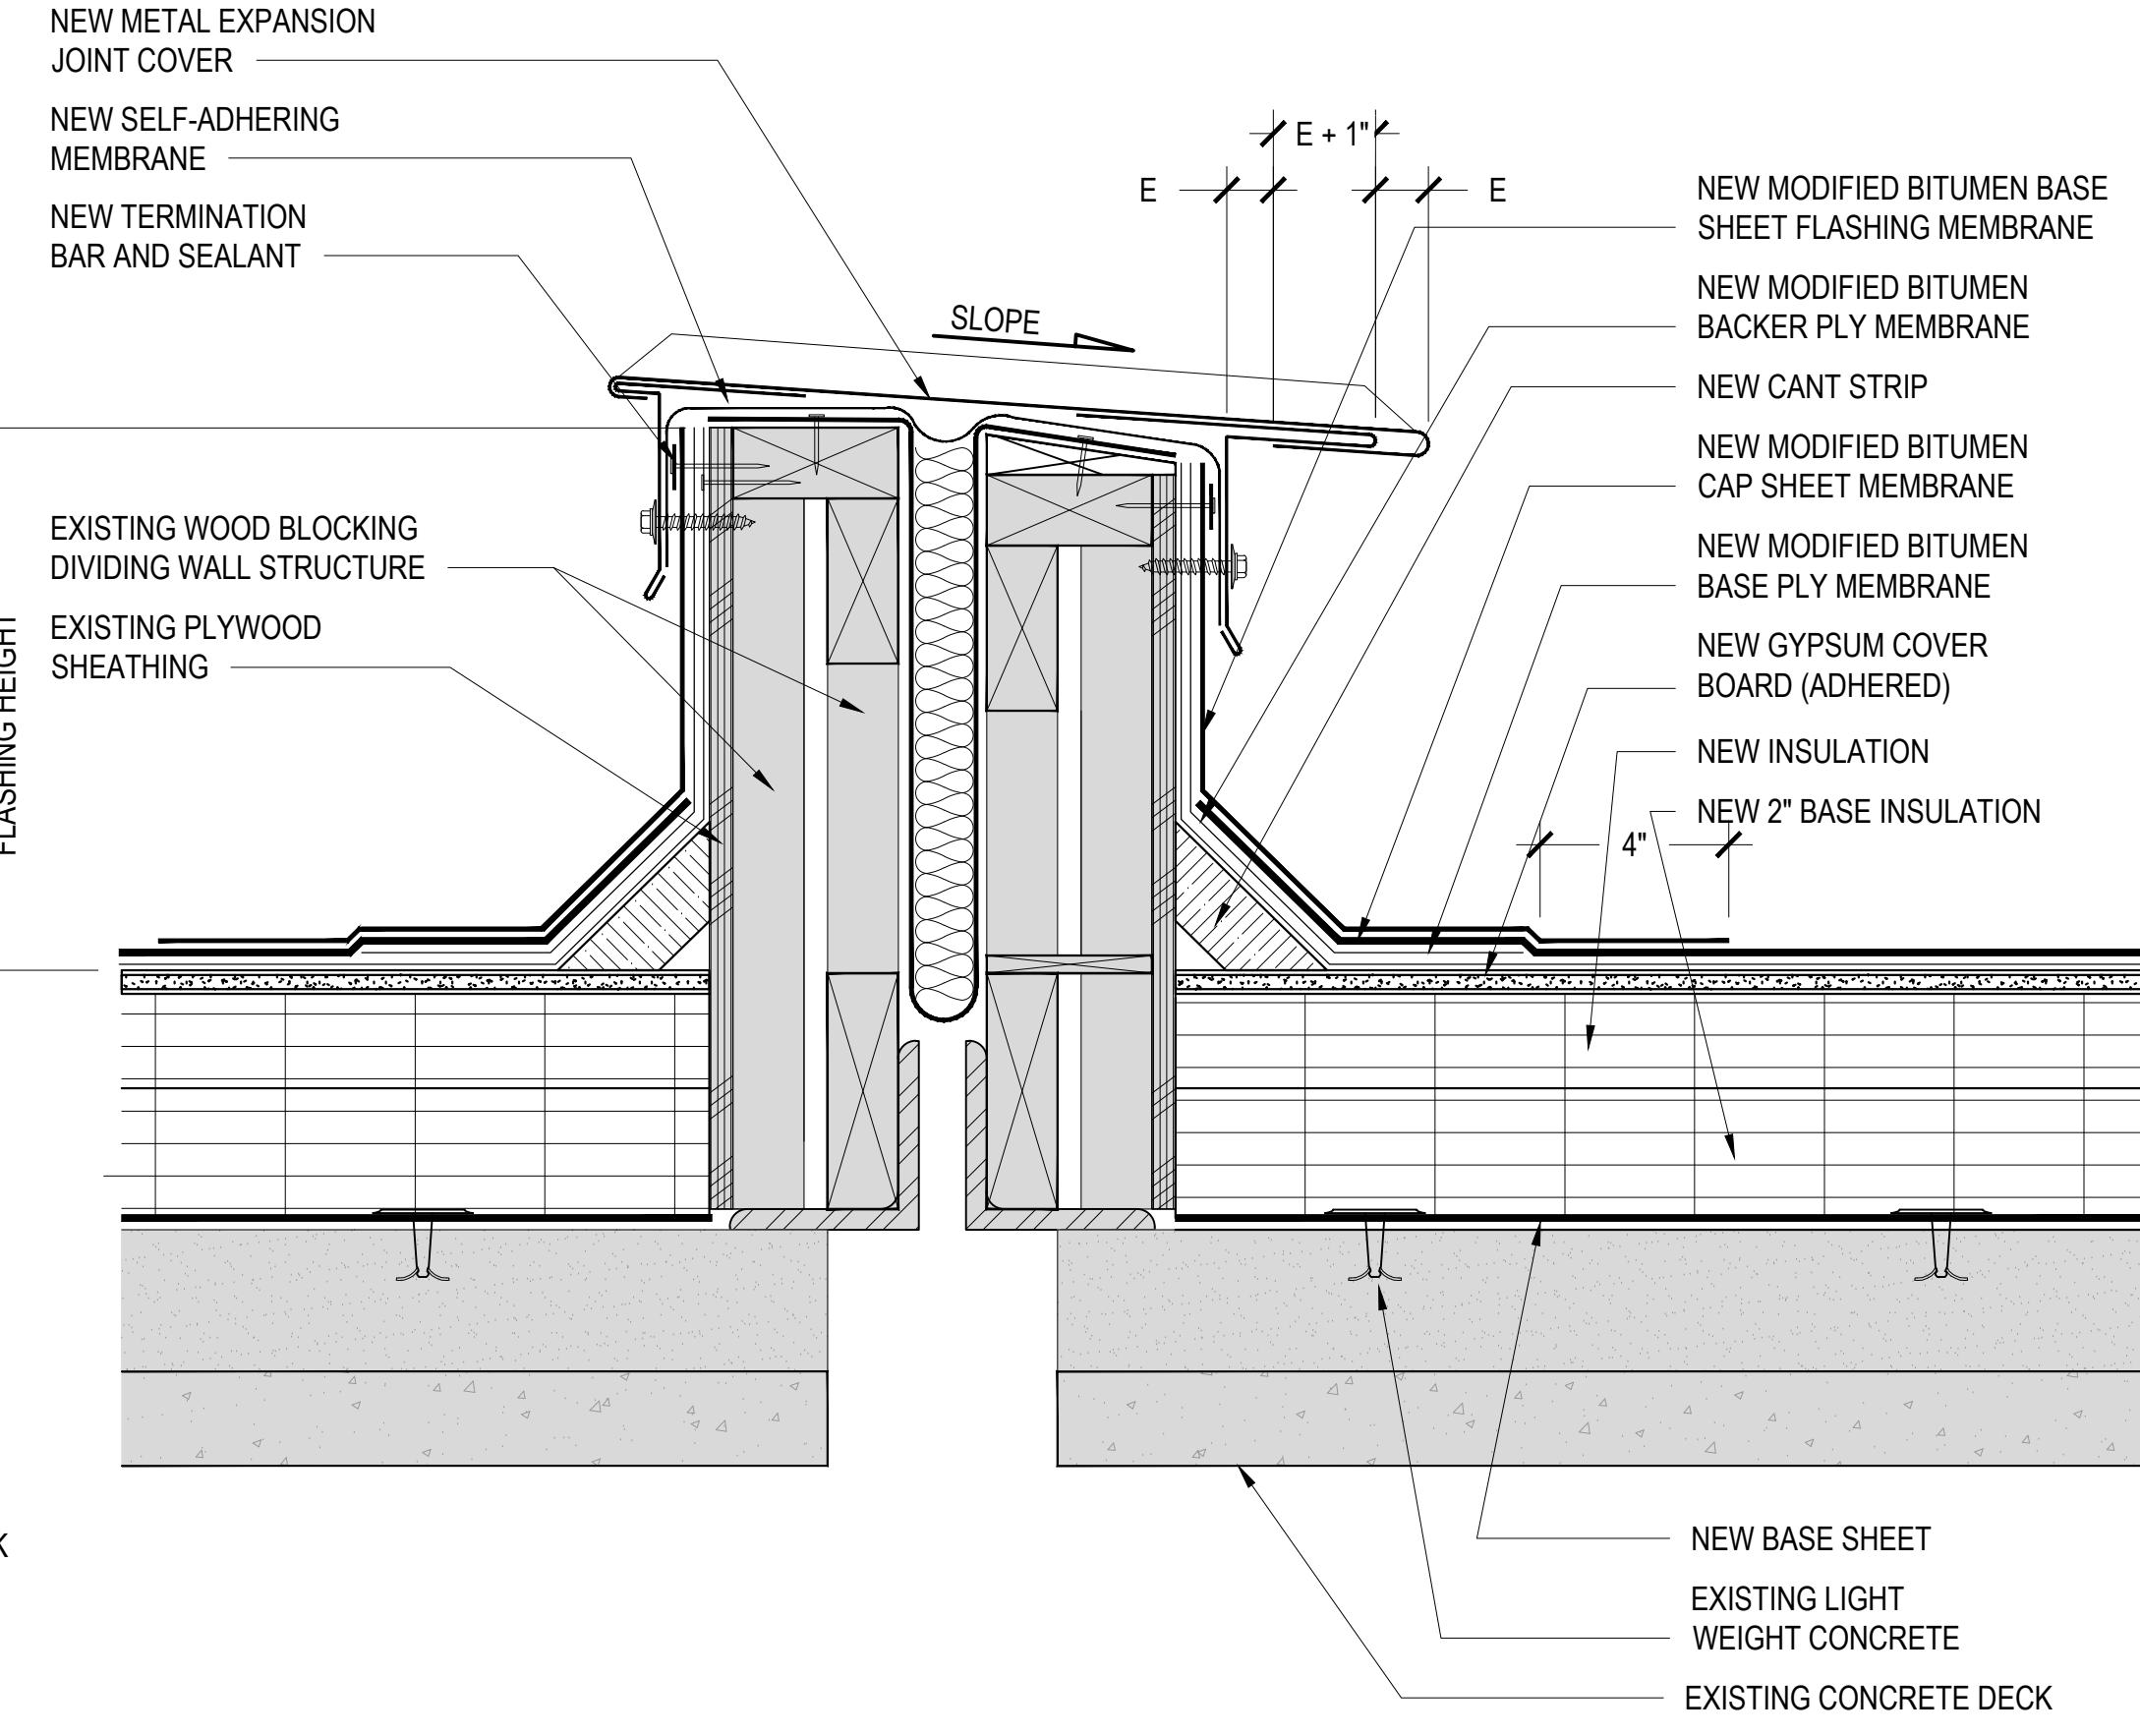 NEW METAL EXPANSION
JOINT COVER
NEW SELF-ADHERING
MEMBRANE
NEW TERMINATION
BAR AND SEALANT
EXISTING WOOD BLOCKING
DIVIDING WALL STRUCTURE
EXISTING PLYWOOD
SHEATHING
FLASHING HEIGHT
K
SLOPE
E + 1"
E
E
NEW MODIFIED BITUMEN BASE
SHEET FLASHING MEMBRANE
NEW MODIFIED BITUMEN
BACKER PLY MEMBRANE
NEW CANT STRIP
NEW MODIFIED BITUMEN
CAP SHEET MEMBRANE
NEW MODIFIED BITUMEN
BASE PLY MEMBRANE
NEW GYPSUM COVER
BOARD (ADHERED)
NEW INSULATION
NEW 2" BASE INSULATION
4"
NEW BASE SHEET
EXISTING LIGHT
WEIGHT CONCRETE
EXISTING CONCRETE DECK